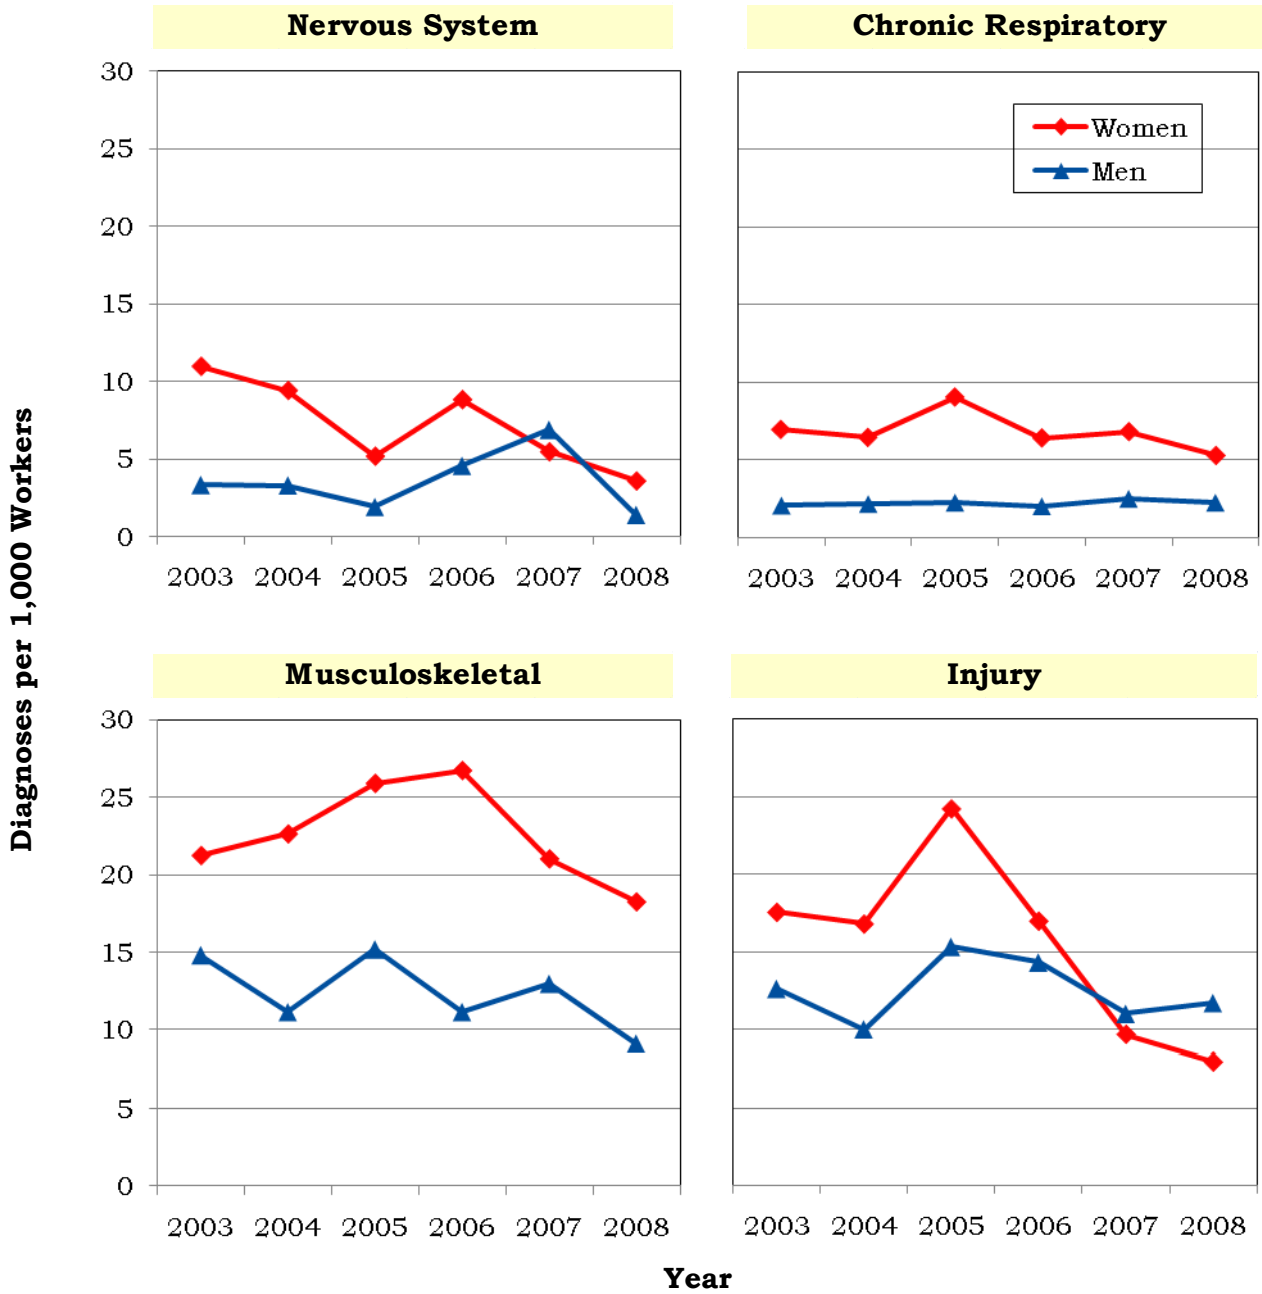 Nervous System
Chronic Respiratory
30
25
20
15
10
5
0
Women
Men
2003 2004 2005 2006 2007 2008
2003 2004 2005 2006 2007 2008
Diagnoses per 1,000 Workers
Musculoskeletal
Injury
30
25
20
15
10
5
0
2003 2004 2005 2006 2007 2008
2003 2004 2005 2006 2007 2008
Year